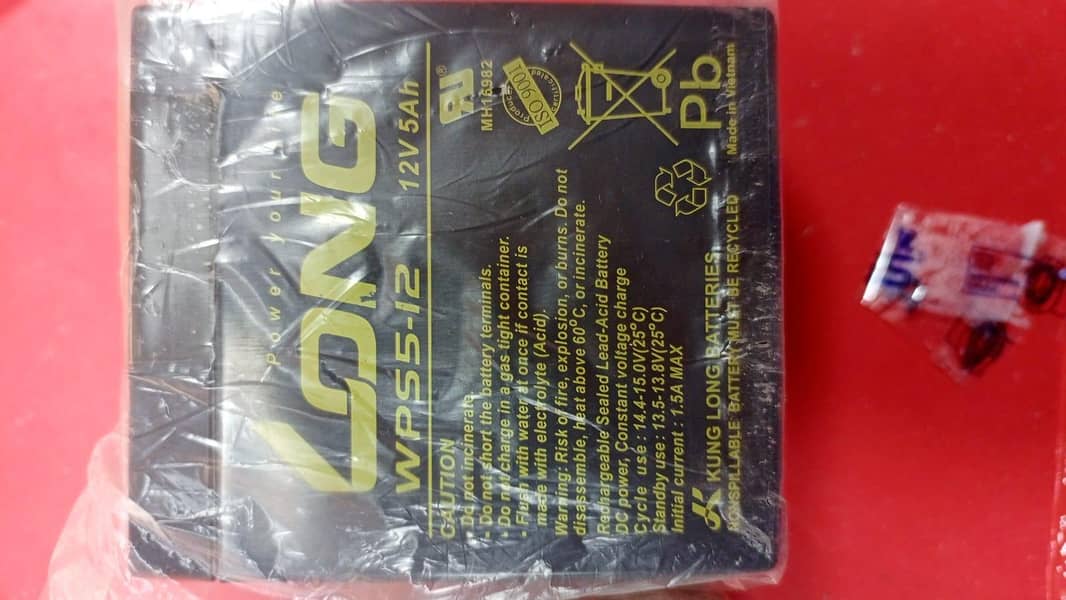 Power your life
LONG
WP5S-12 12V 5Ah
CAUTION
• Do not incinerate.
• Do not short the battery terminals.
• Do not charge in a gas-tight container.
• Flush with water at once if contact is
made with electrolyte (Acid).
Warning: Risk of fire, explosion, or burns. Do not
disassemble, heat above 60°C, or incinerate.
Rechargeable Sealed Lead-Acid Battery
DC power, Constant voltage charge
Cycle use : 14.4-15.0V(25°C)
Standby use : 13.5-13.8V(25°C)
Initial current : 1.5A MAX
KUNG LONG BATTERIES
NONSPILLABLE BATTERY MUST BE RECYCLED
MH16982
ISO 9001
certificated
product
Pb
Made in Vietnam